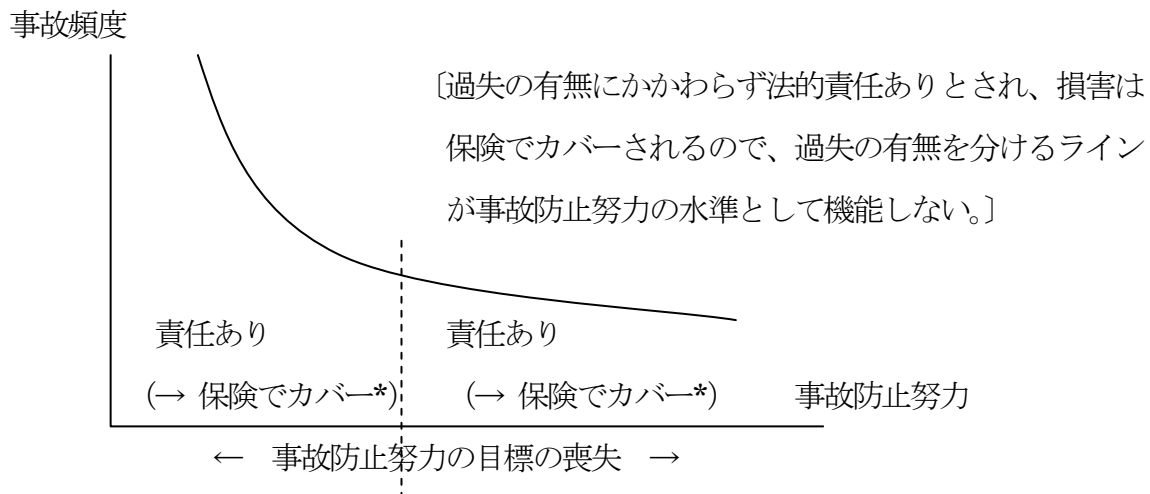 事故頻度
〔過失の有無にかかわらず法的責任ありとされ、損害は
保険でカバーされるので、過失の有無を分けるライン
が事故防止努力の水準として機能しない。〕
責任あり 責任あり
(→ 保険でカバー*) (→ 保険でカバー*) 事故防止努力
← 事故防止努力の目標の喪失 →